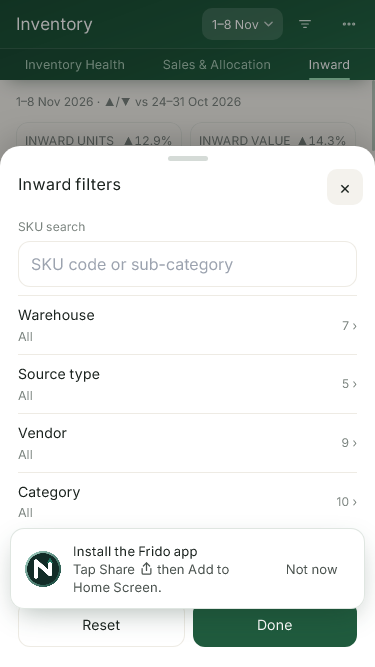 Inventory
1–8 Nov
Inventory Health
Sales & Allocation
Inward
1–8 Nov 2026 · ▲/▼ vs 24–31 Oct 2026
INWARD UNITS ▲12.9%
INWARD VALUE ▲14.3%
Inward filters
SKU search
SKU code or sub-category
Warehouse
All
7 ›
Source type
All
5 ›
Vendor
All
9 ›
Category
All
10 ›
Install the Frido app
Tap Share then Add to
Home Screen.
Not now
Reset
Done